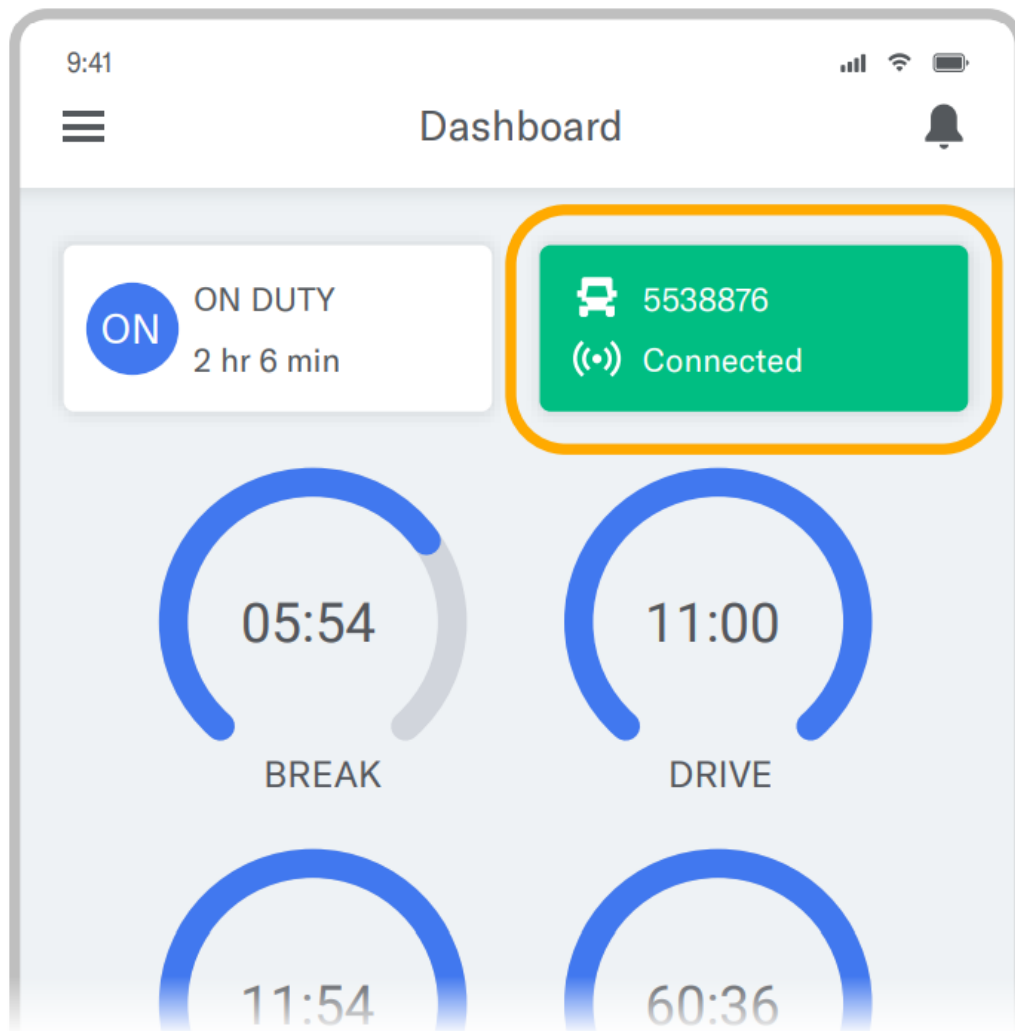 9:41
Dashboard
ON
ON DUTY
2 hr 6 min
5538876
Connected
05:54
11:00
BREAK
DRIVE
11:54
60:36